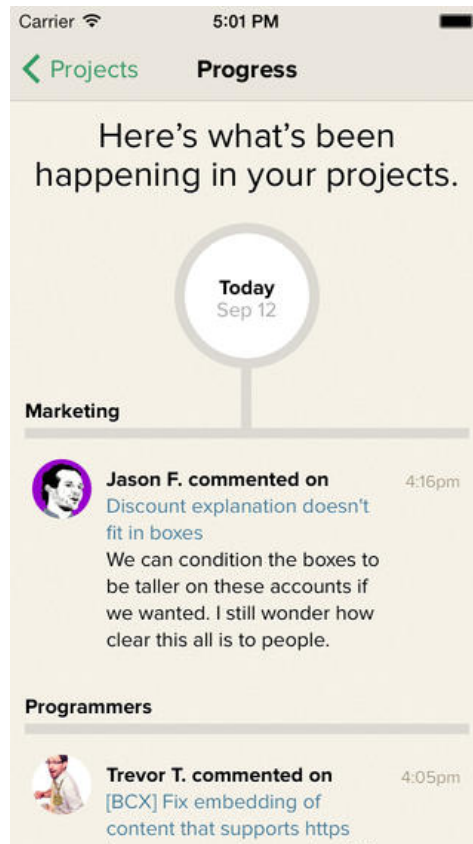 Carrier 5:01 PM
Projects Progress
Here's what's been
happening in your projects.
Today
Sep 12
Marketing
Jason F. commented on 4:16pm
Discount explanation doesn't
fit in boxes
We can condition the boxes to
be taller on these accounts if
we wanted. I still wonder how
clear this all is to people.
Programmers
Trevor T. commented on 4:05pm
[BCX] Fix embedding of
content that supports https